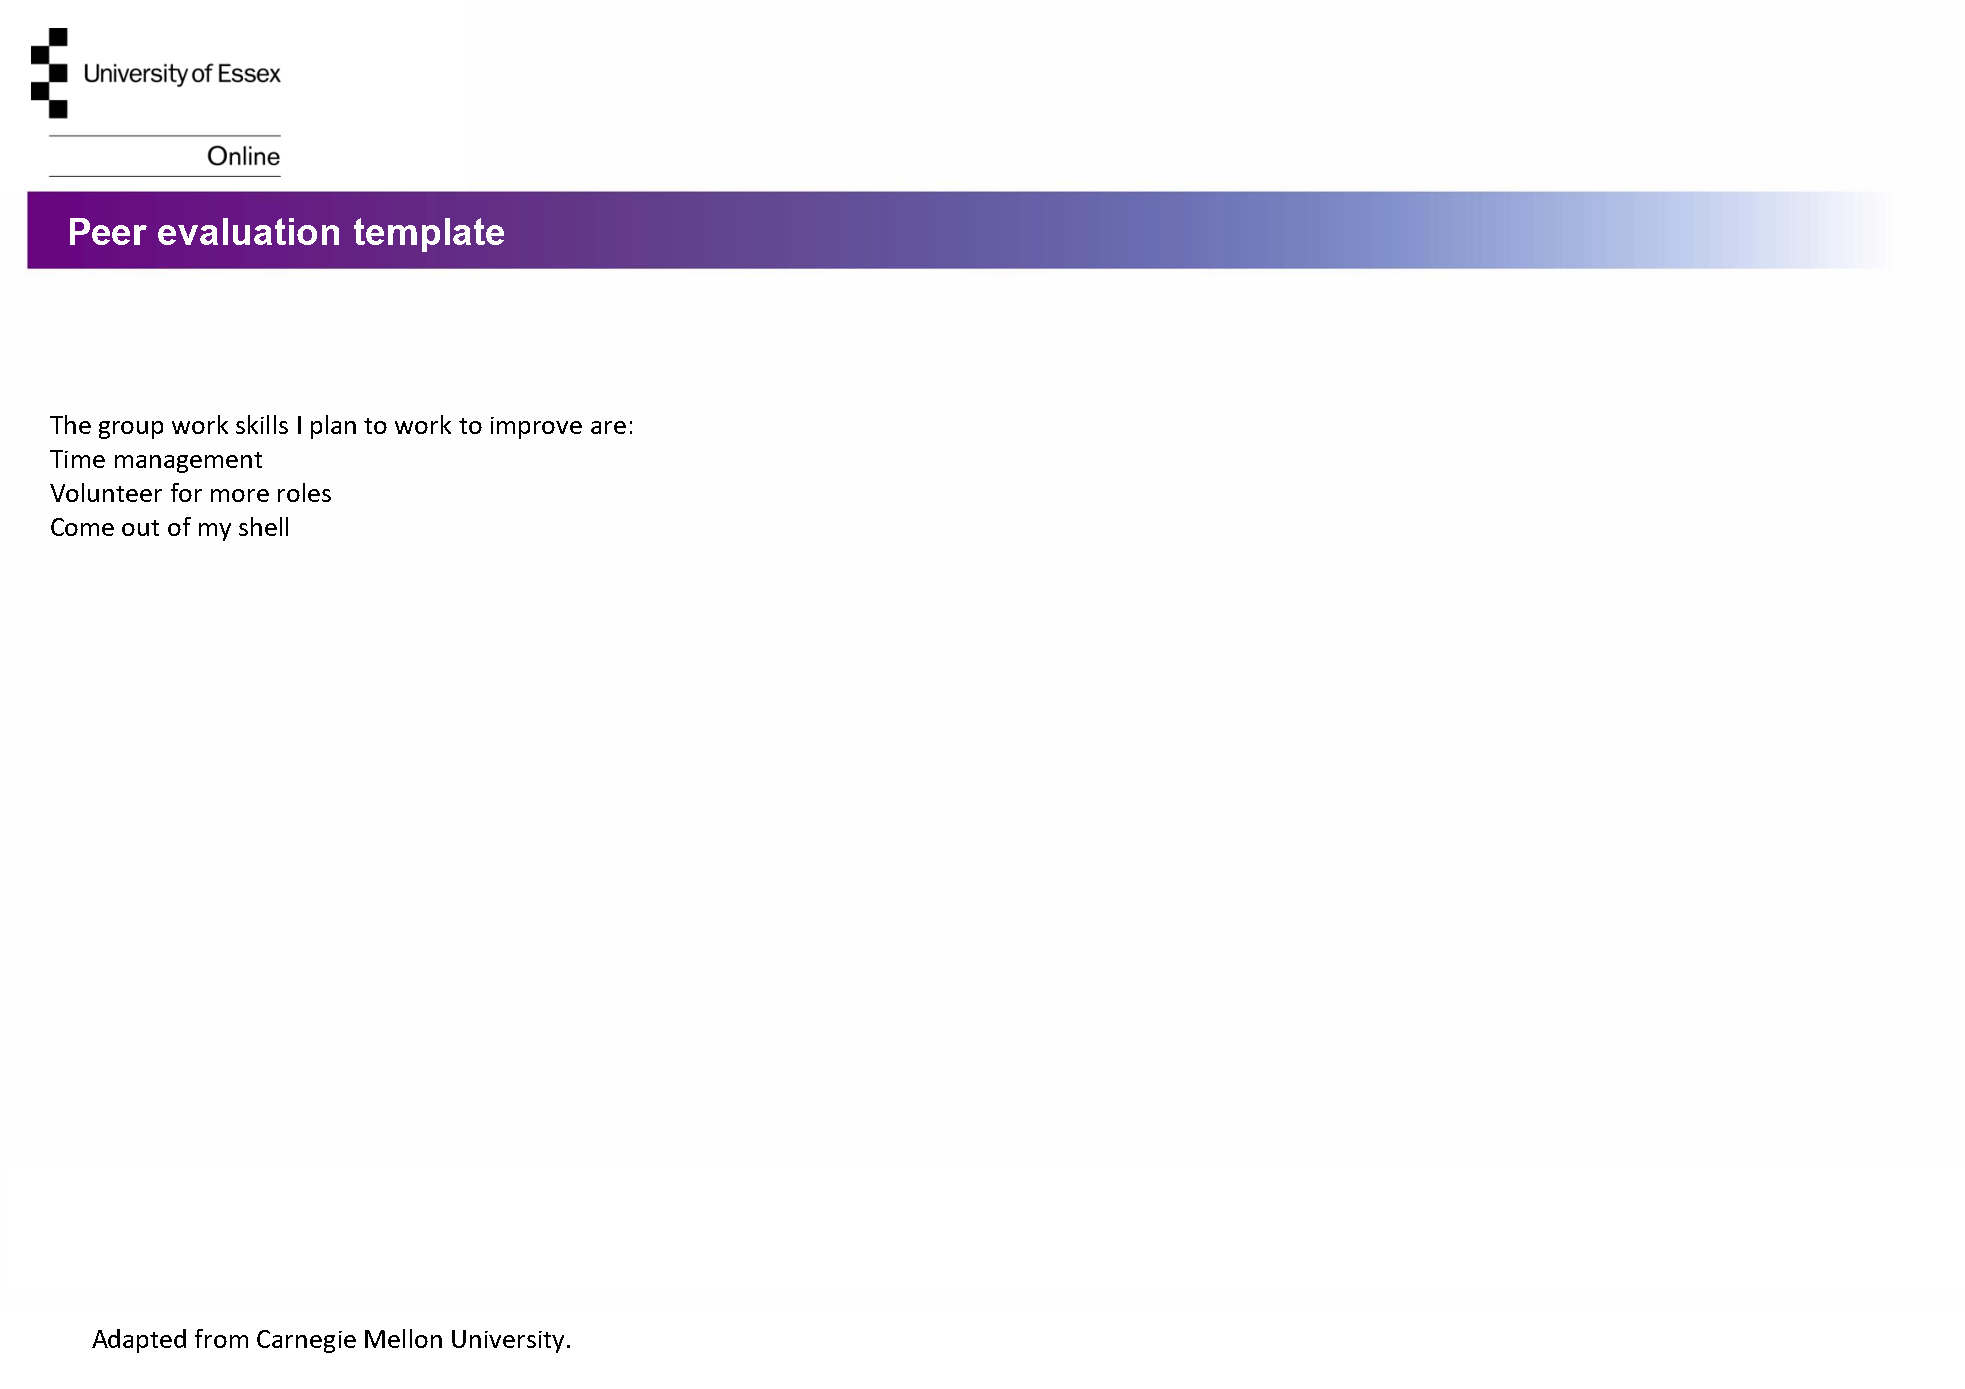 University of Essex
Online
Peer evaluation template
The group work skills I plan to work to improve are:
Time management
Volunteer for more roles
Come out of my shell
Adapted from Carnegie Mellon University.